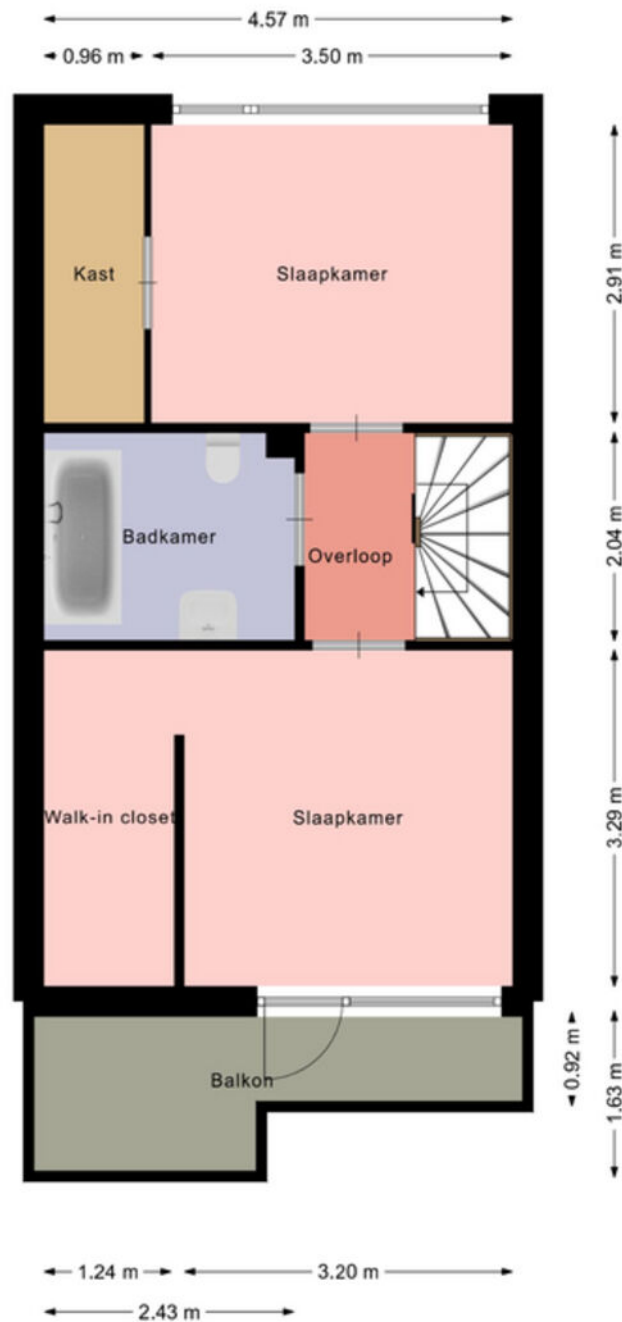 4.57 m
0.96 m
3.50 m
2.91 m
Kast
Slaapkamer
2.04 m
Badkamer
Overloop
3.29 m
Walk-in closet
Slaapkamer
Balkon
0.92 m
1.63 m
1.24 m
3.20 m
2.43 m